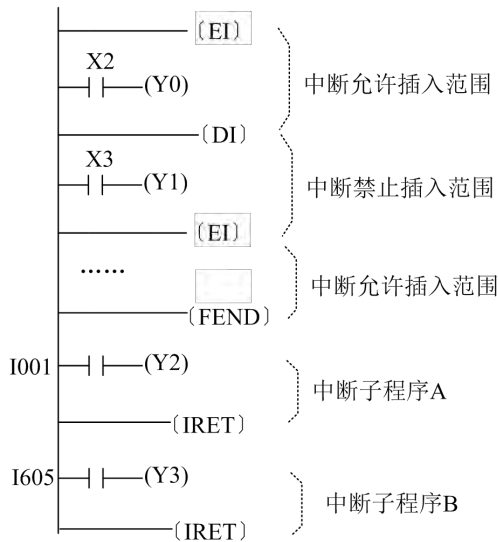 (EI)
X2
(Y0)
中断允许插入范围
(DI)
X3
(Y1)
中断禁止插入范围
(EI)
······
中断允许插入范围
(FEND)
I001
(Y2)
中断子程序A
(IRET)
I605
(Y3)
中断子程序B
(IRET)